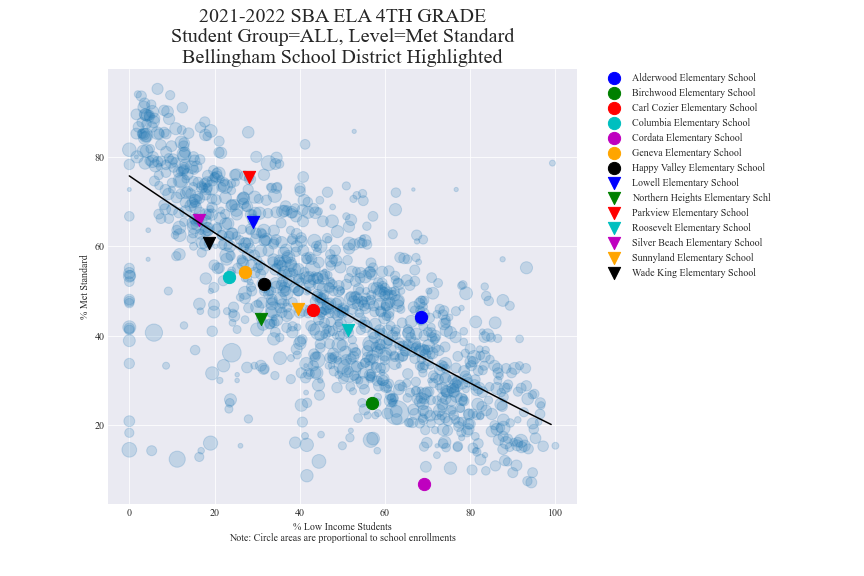 2021-2022 SBA ELA 4TH GRADE
Student Group=ALL, Level=Met Standard
Bellingham School District Highlighted
Alderwood Elementary School
Birchwood Elementary School
Carl Cozier Elementary School
Columbia Elementary School
Cordata Elementary School
Geneva Elementary School
Happy Valley Elementary School
Lowell Elementary School
Northern Heights Elementary Schl
Parkview Elementary School
Roosevelt Elementary School
Silver Beach Elementary School
Sunnyland Elementary School
Wade King Elementary School
% Met Standard
80
60
40
20
0 20 40 60 80 100
% Low Income Students
Note: Circle areas are proportional to school enrollments